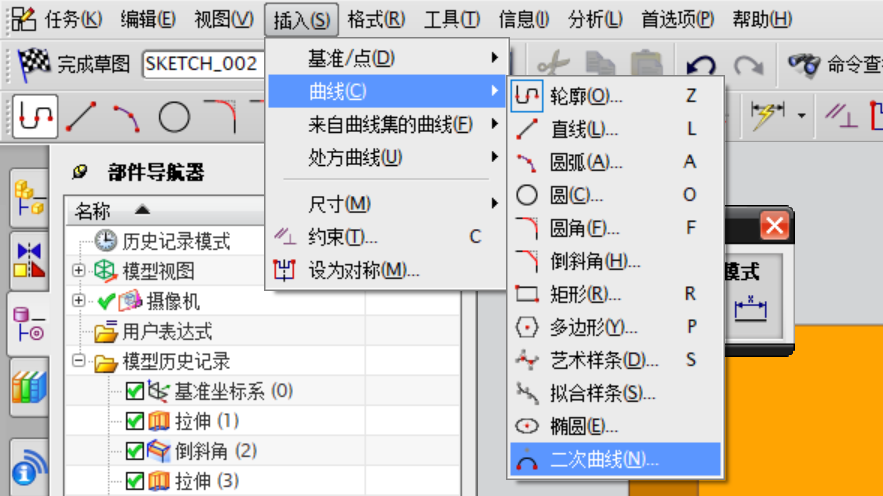 任务(K) 编辑(E) 视图(V) 插入(S) 格式(R) 工具(T) 信息(I) 分析(L) 首选项(P) 帮助(H)
完成草图 SKETCH_002 命令查
基准/点(D)
曲线(C)
来自曲线集的曲线(F)
处方曲线(U)
尺寸(M)
约束(T)... C
设为对称(M)...
轮廓(O)... Z
直线(L)... L
圆弧(A)... A
圆(C)... O
圆角(F)... F
倒斜角(H)...
矩形(R)... R
多边形(Y)... P
艺术样条(D)... S
拟合样条(S)...
椭圆(E)...
二次曲线(N)...
模式
x
部件导航器
名称
历史记录模式
模型视图
摄像机
用户表达式
模型历史记录
基准坐标系 (0)
拉伸 (1)
倒斜角 (2)
拉伸 (3)